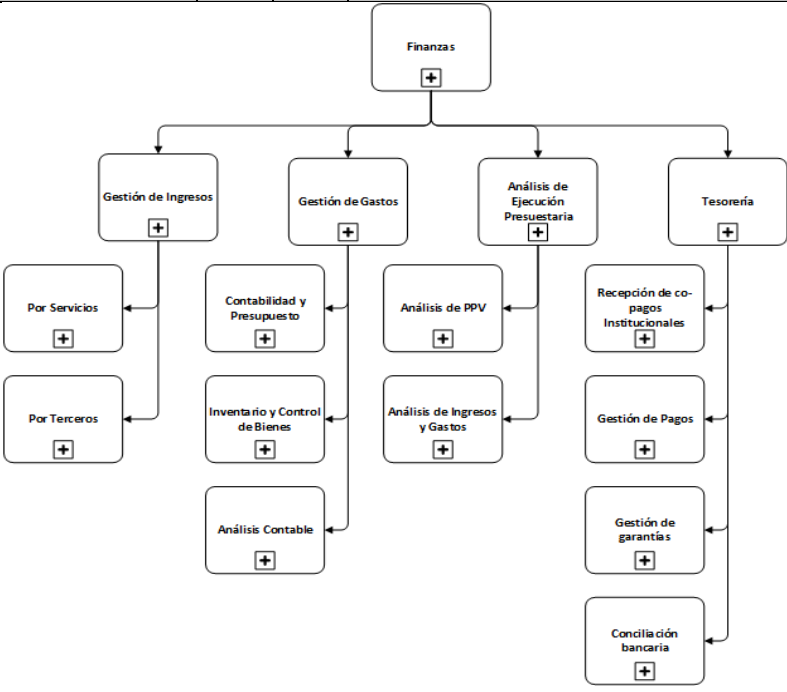 Finanzas
Gestión de Ingresos
Gestión de Gastos
Análisis de
Ejecución
Presuestaria
Tesorería
Por Servicios
Contabilidad y
Presupuesto
Análisis de PPV
Recepción de co-
pagos
Institucionales
Por Terceros
Inventario y Control
de Bienes
Análisis de Ingresos
y Gastos
Gestión de Pagos
Análisis Contable
Gestión de
garantías
Conciliación
bancaria